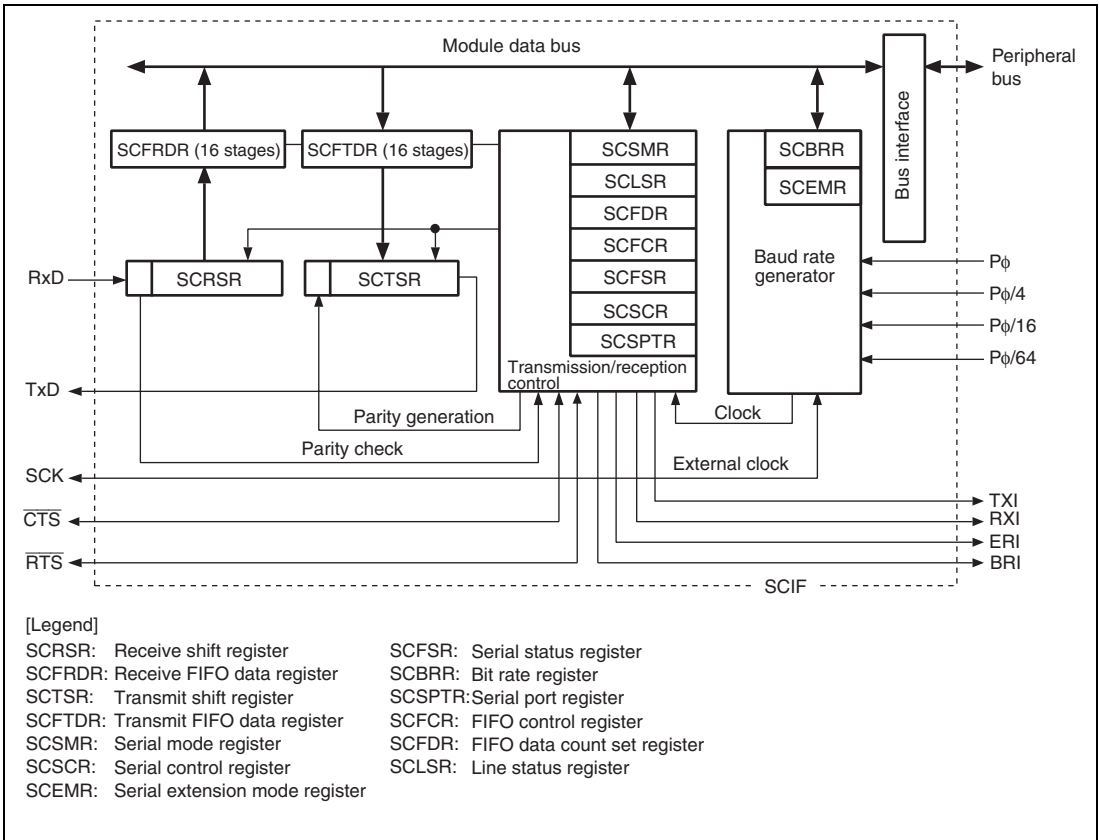 Module data bus
Peripheral
bus
Bus interface
SCFRDR (16 stages)
SCFTDR (16 stages)
SCSMR
SCLSR
SCFDR
SCFCR
SCFSR
SCSCR
SCSPTR
Transmission/reception
control
SCBRR
SCEMR
Baud rate
generator
RxD
SCRSR
SCTSR
Pϕ
Pϕ/4
Pϕ/16
Pϕ/64
TxD
Parity generation
Clock
Parity check
SCK
External clock
CTS
RTS
TXI
RXI
ERI
BRI
SCIF
[Legend]
SCRSR: Receive shift register
SCFRDR: Receive FIFO data register
SCTSR: Transmit shift register
SCFTDR: Transmit FIFO data register
SCSMR: Serial mode register
SCSCR: Serial control register
SCEMR: Serial extension mode register
SCFSR: Serial status register
SCBRR: Bit rate register
SCSPTR:Serial port register
SCFCR: FIFO control register
SCFDR: FIFO data count set register
SCLSR: Line status register